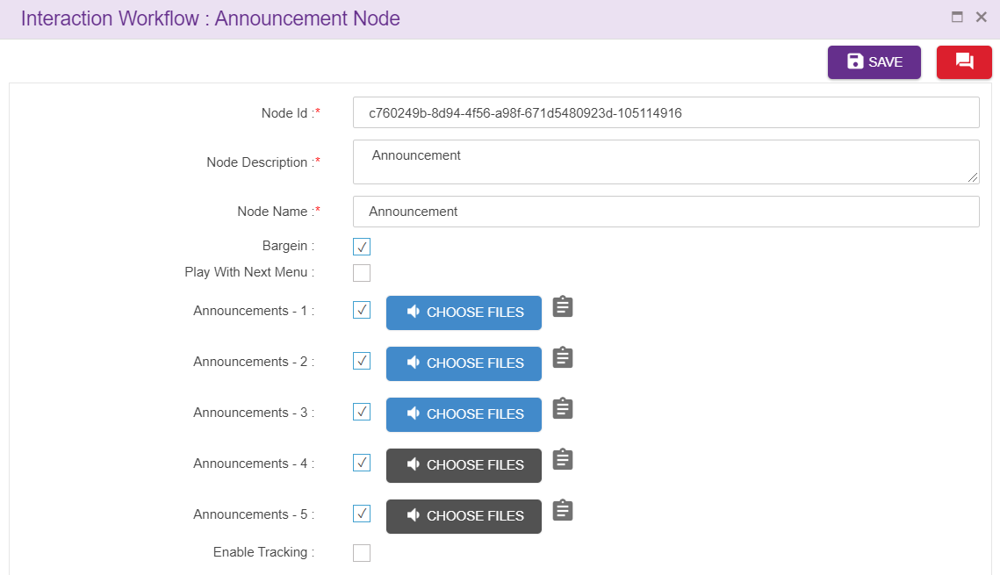 Interaction Workflow : Announcement Node
SAVE
Node Id :* c760249b-8d94-4f56-a98f-671d5480923d-105114916
Node Description :* Announcement
Node Name :* Announcement
Bargein :
Play With Next Menu :
Announcements - 1 : CHOOSE FILES
Announcements - 2 : CHOOSE FILES
Announcements - 3 : CHOOSE FILES
Announcements - 4 : CHOOSE FILES
Announcements - 5 : CHOOSE FILES
Enable Tracking :